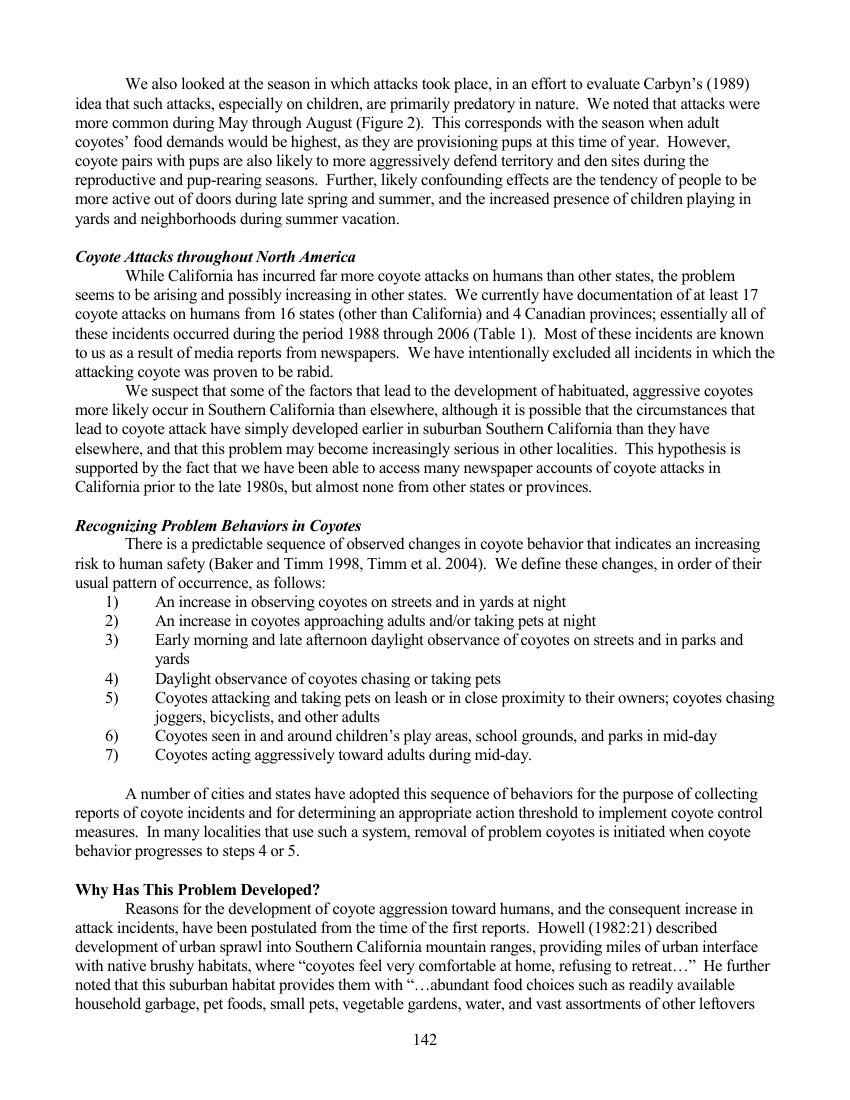 We also looked at the season in which attacks took place, in an effort to evaluate Carbyn’s (1989)
idea that such attacks, especially on children, are primarily predatory in nature.  We noted that attacks were
more common during May through August (Figure 2).  This corresponds with the season when adult
coyotes’ food demands would be highest, as they are provisioning pups at this time of year.  However,
coyote pairs with pups are also likely to more aggressively defend territory and den sites during the
reproductive and pup-rearing seasons.  Further, likely confounding effects are the tendency of people to be
more active out of doors during late spring and summer, and the increased presence of children playing in
yards and neighborhoods during summer vacation.
Coyote Attacks throughout North America
While California has incurred far more coyote attacks on humans than other states, the problem
seems to be arising and possibly increasing in other states.  We currently have documentation of at least 17
coyote attacks on humans from 16 states (other than California) and 4 Canadian provinces; essentially all of
these incidents occurred during the period 1988 through 2006 (Table 1).  Most of these incidents are known
to us as a result of media reports from newspapers.  We have intentionally excluded all incidents in which the
attacking coyote was proven to be rabid.
We suspect that some of the factors that lead to the development of habituated, aggressive coyotes
more likely occur in Southern California than elsewhere, although it is possible that the circumstances that
lead to coyote attack have simply developed earlier in suburban Southern California than they have
elsewhere, and that this problem may become increasingly serious in other localities.  This hypothesis is
supported by the fact that we have been able to access many newspaper accounts of coyote attacks in
California prior to the late 1980s, but almost none from other states or provinces.
Recognizing Problem Behaviors in Coyotes
There is a predictable sequence of observed changes in coyote behavior that indicates an increasing
risk to human safety (Baker and Timm 1998, Timm et al. 2004).  We define these changes, in order of their
usual pattern of occurrence, as follows:
1) An increase in observing coyotes on streets and in yards at night
2) An increase in coyotes approaching adults and/or taking pets at night
3) Early morning and late afternoon daylight observance of coyotes on streets and in parks and
yards
4) Daylight observance of coyotes chasing or taking pets
5) Coyotes attacking and taking pets on leash or in close proximity to their owners; coyotes chasing
joggers, bicyclists, and other adults
6) Coyotes seen in and around children’s play areas, school grounds, and parks in mid-day
7) Coyotes acting aggressively toward adults during mid-day.
A number of cities and states have adopted this sequence of behaviors for the purpose of collecting
reports of coyote incidents and for determining an appropriate action threshold to implement coyote control
measures.  In many localities that use such a system, removal of problem coyotes is initiated when coyote
behavior progresses to steps 4 or 5.
Why Has This Problem Developed?
Reasons for the development of coyote aggression toward humans, and the consequent increase in
attack incidents, have been postulated from the time of the first reports.  Howell (1982:21) described
development of urban sprawl into Southern California mountain ranges, providing miles of urban interface
with native brushy habitats, where “coyotes feel very comfortable at home, refusing to retreat…”  He further
noted that this suburban habitat provides them with “…abundant food choices such as readily available
household garbage, pet foods, small pets, vegetable gardens, water, and vast assortments of other leftovers
142